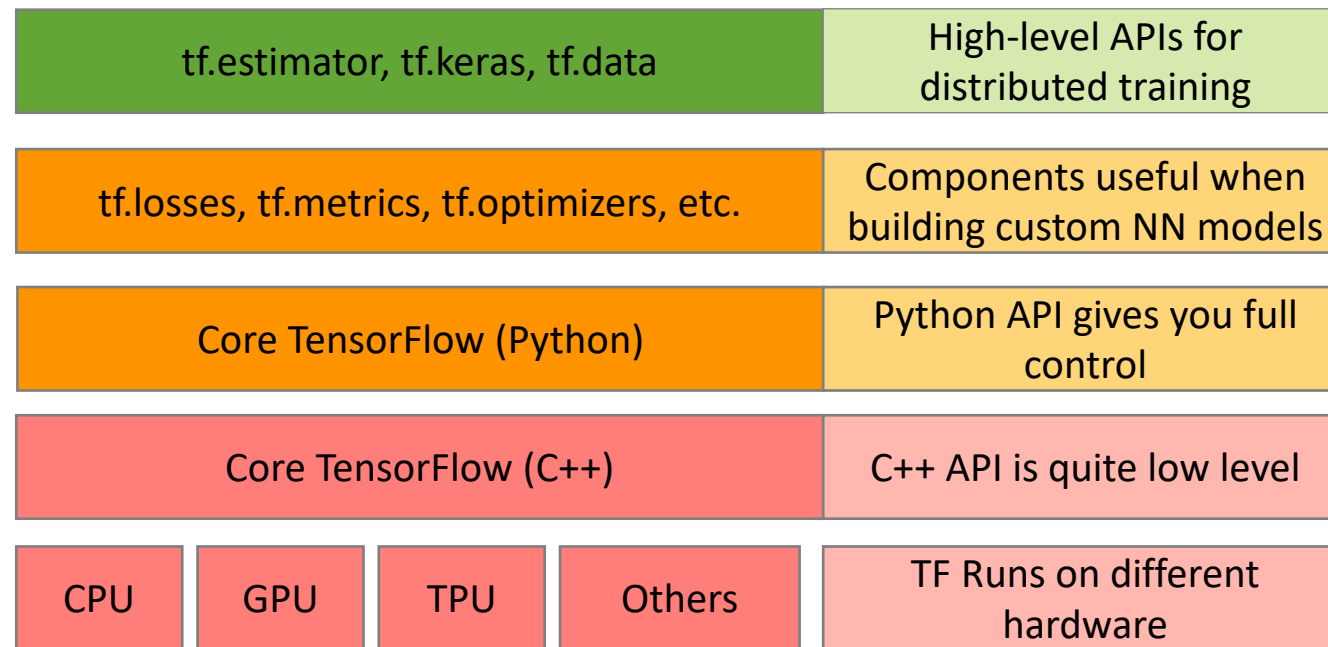 tf.estimator, tf.keras, tf.data
High-level APIs for
distributed training
tf.losses, tf.metrics, tf.optimizers, etc.
Components useful when
building custom NN models
Core TensorFlow (Python)
Python API gives you full
control
Core TensorFlow (C++)
C++ API is quite low level
CPU
GPU
TPU
Others
TF Runs on different
hardware